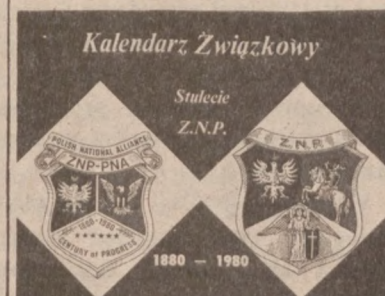 Kalendarz Związkowy
Stulecie
Z.N.P.
POLISH NATIONAL ALLIANCE
ZNP-PNA
1880-1980
CENTURY of PROGRESS
Z.N.P.
1880 — 1980